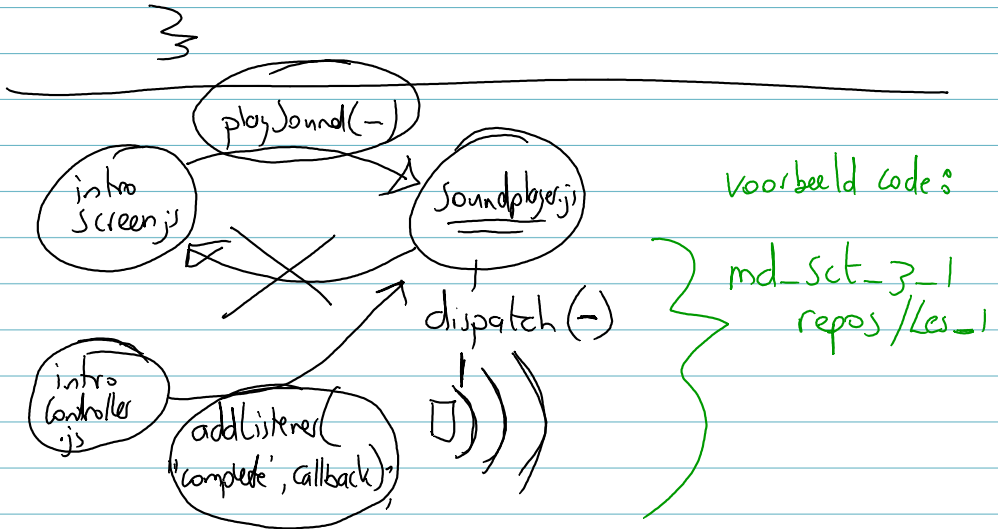 }
playSound(-)
intro
screen.js
soundplayer.js
dispatch(-)
intro
controller
.js
addListener(
"complete", callback);
voorbeeld code:
md_sct_3_1
repos/Les_1